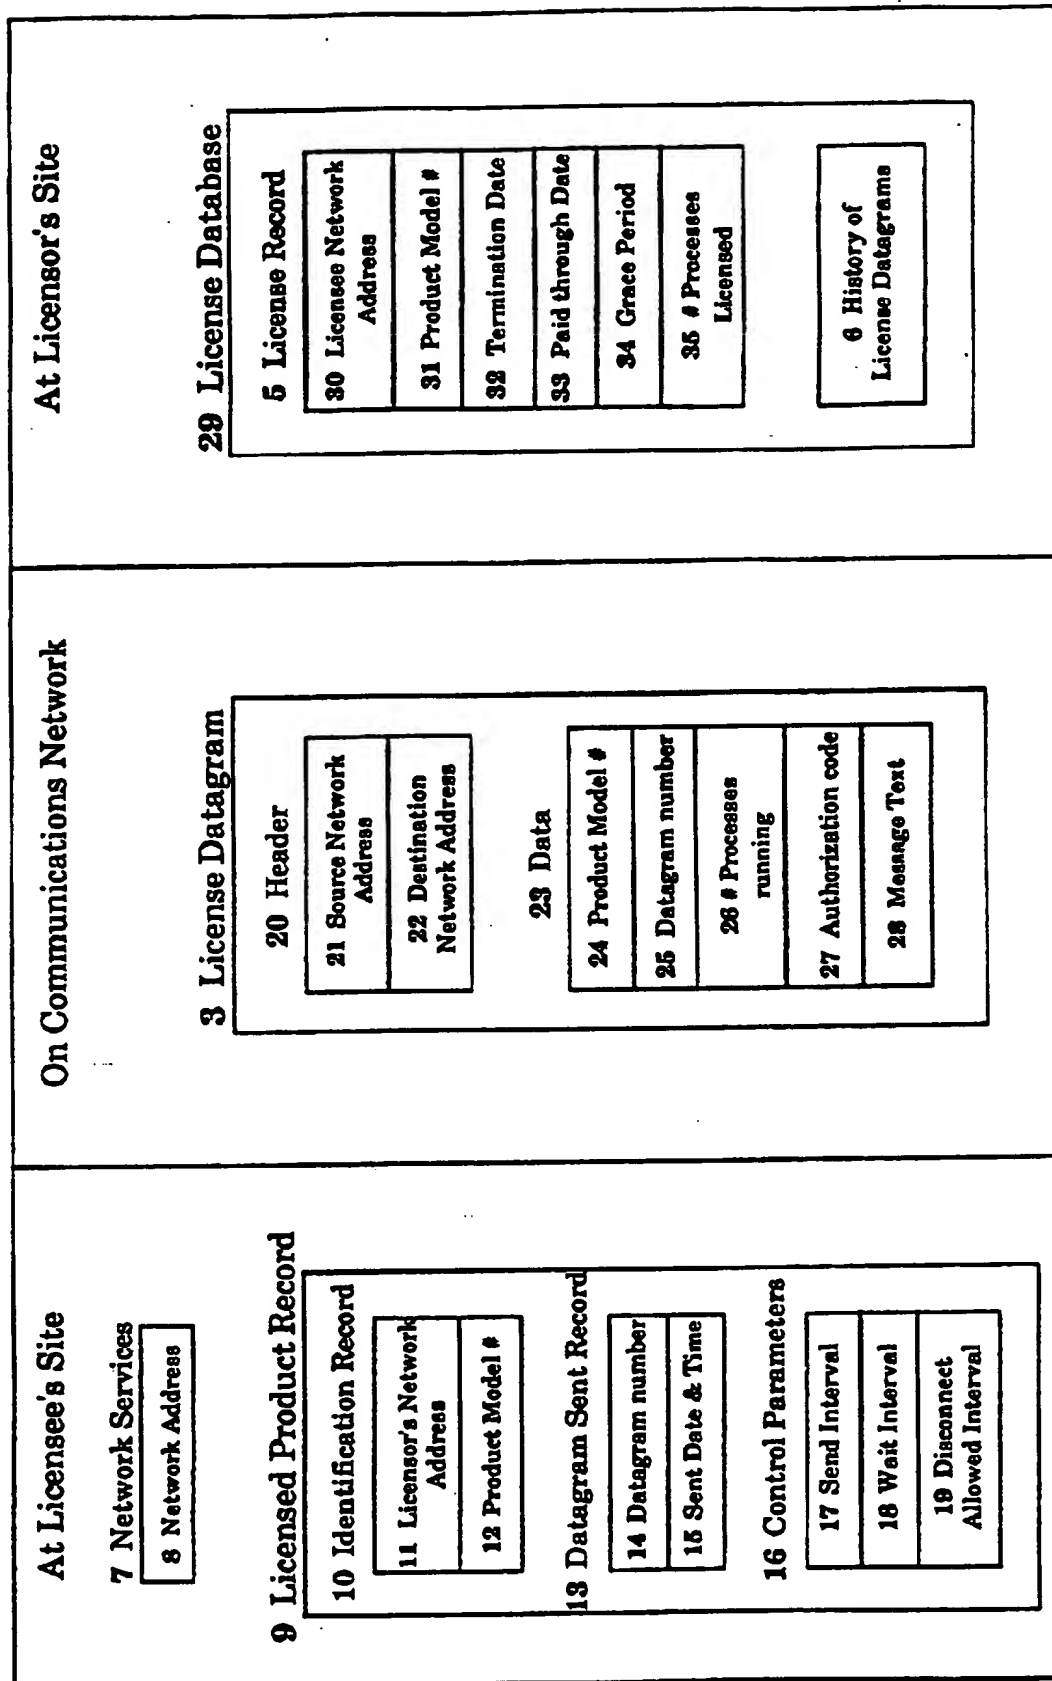 At Licensee's Site
7 Network Services
8 Network Address
9 Licensed Product Record
10 Identification Record
11 Licensor's Network
Address
12 Product Model #
13 Datagram Sent Record
14 Datagram number
15 Sent Date & Time
16 Control Parameters
17 Send Interval
18 Wait Interval
19 Disconnect
Allowed Interval
On Communications Network
3 License Datagram
20 Header
21 Source Network
Address
22 Destination
Network Address
23 Data
24 Product Model #
25 Datagram number
26 # Processes
running
27 Authorization code
28 Message Text
At Licensor's Site
29 License Database
5 License Record
30 Licensee Network
Address
31 Product Model #
32 Termination Date
33 Paid through Date
34 Grace Period
35 # Processes
Licensed
6 History of
License Datagrams